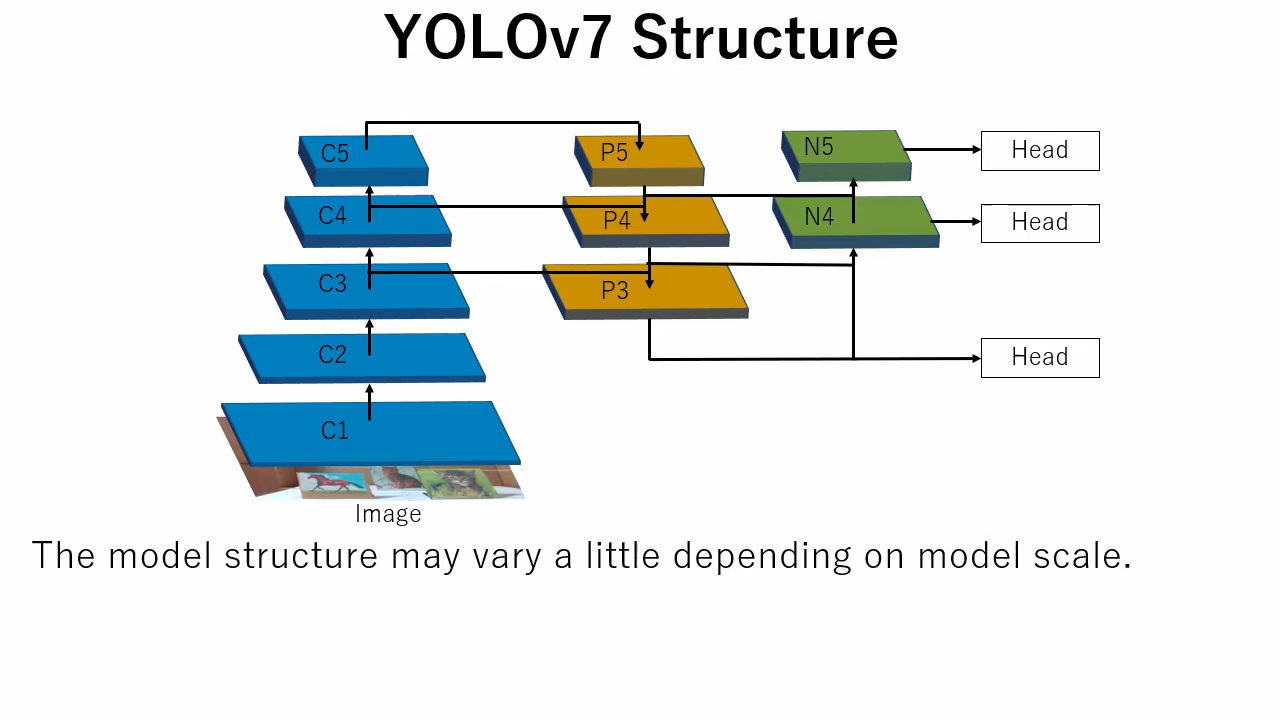 YOLOv7 Structure
C5
P5
N5
Head
C4
P4
N4
Head
C3
P3
C2
Head
C1
Image
The model structure may vary a little depending on model scale.